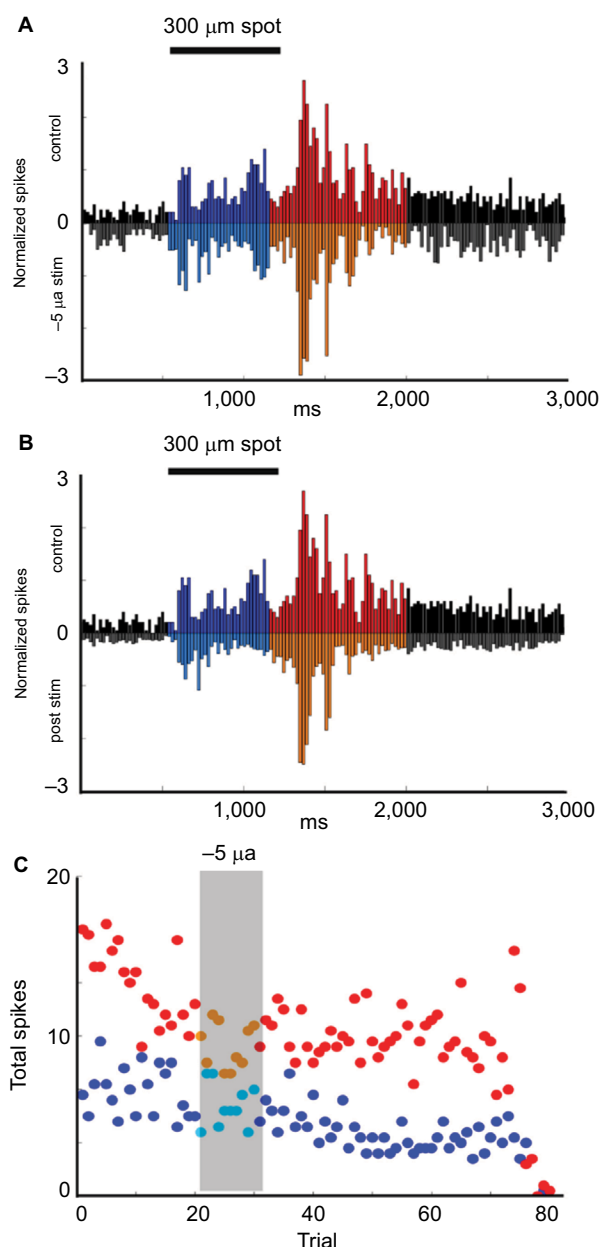 A
300 μm spot
3
control
Normalized spikes
0
–5 μa stim
–3
1,000
2,000
3,000
ms
B
300 μm spot
3
control
Normalized spikes
0
post stim
–3
1,000
2,000
3,000
ms
C
–5 μa
20
Total spikes
10
0
0
20
40
60
80
Trial